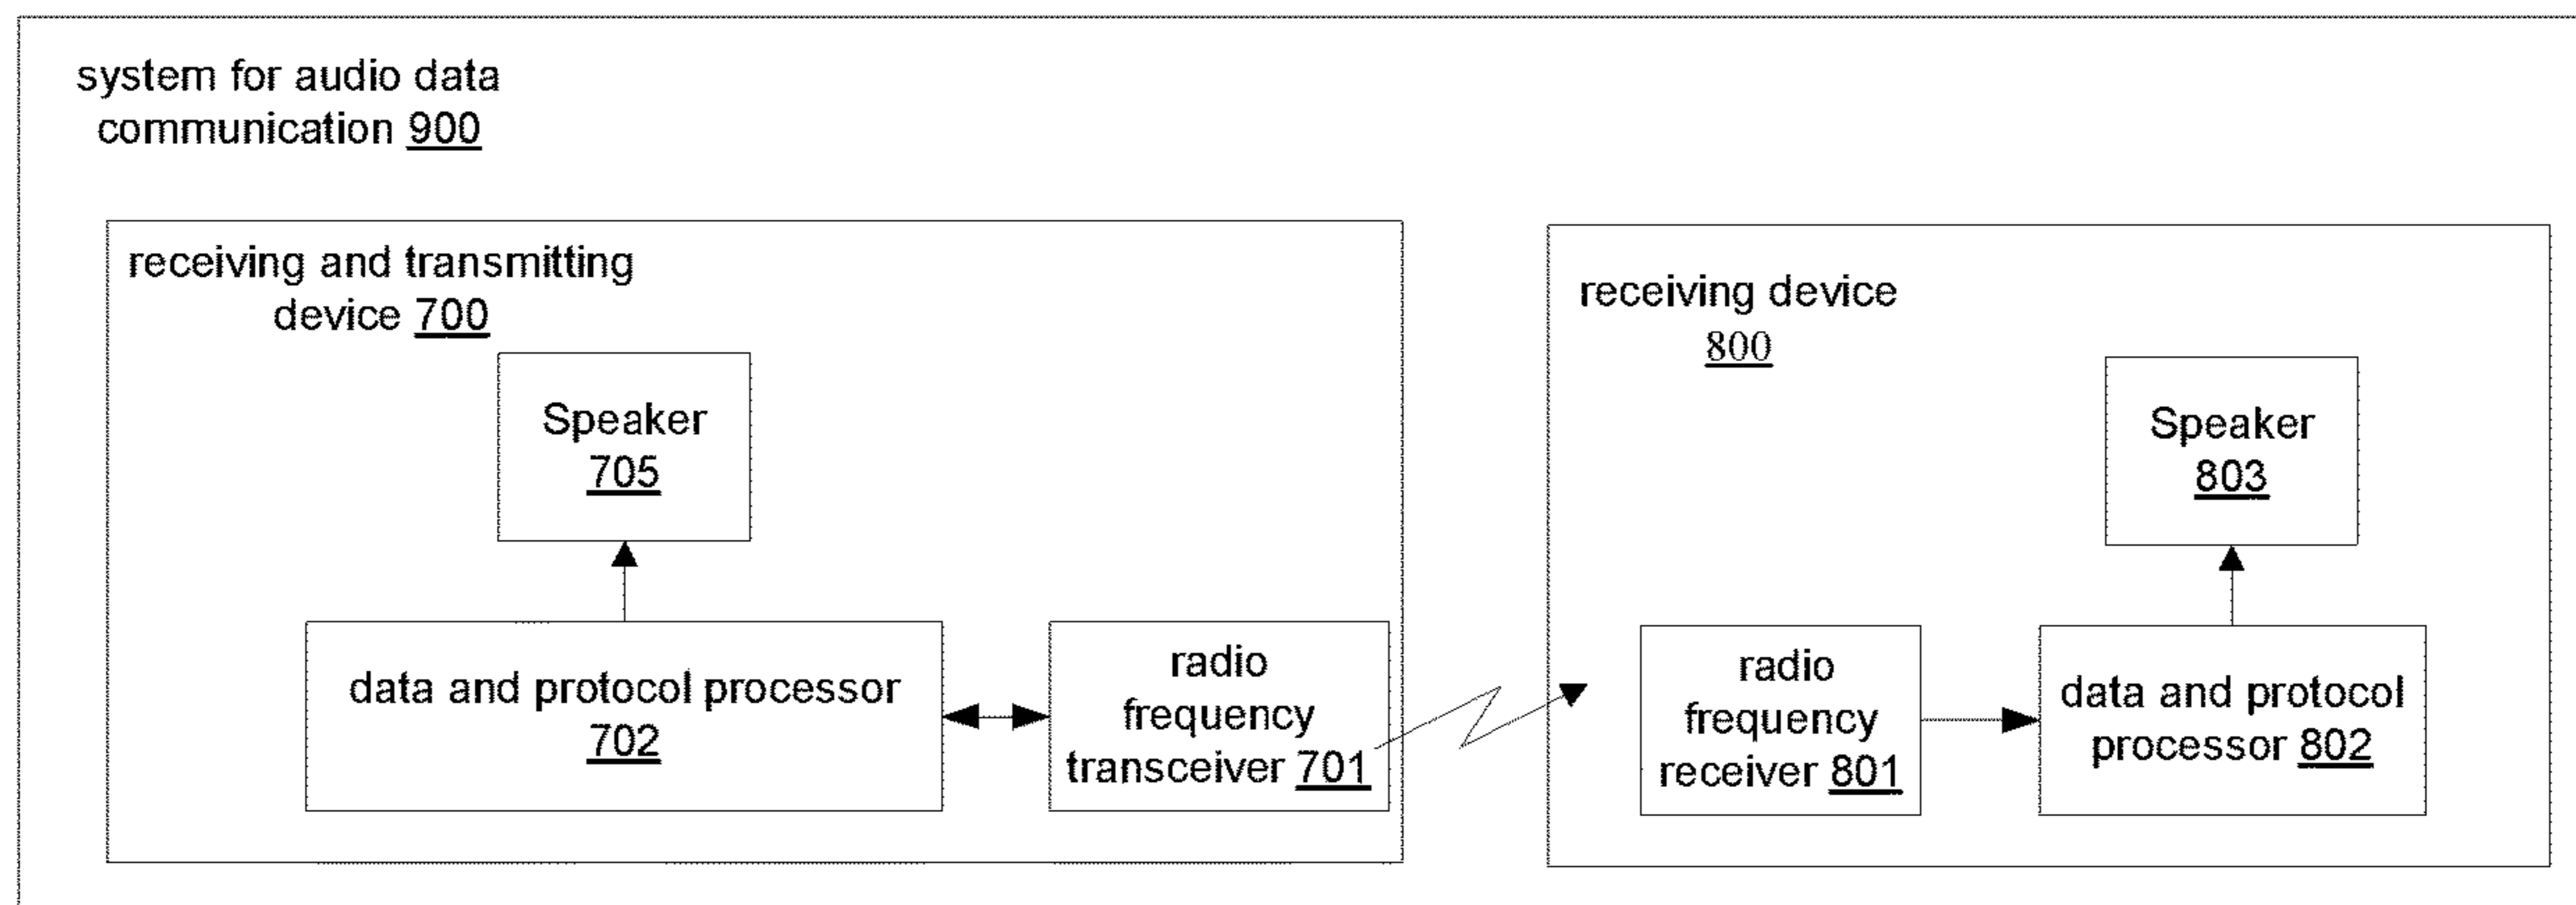 system for audio data
communication 900
receiving and transmitting
device 700
Speaker
705
data and protocol processor
702
radio
frequency
transceiver 701
receiving device
800
Speaker
803
radio
frequency
receiver 801
data and protocol
processor 802